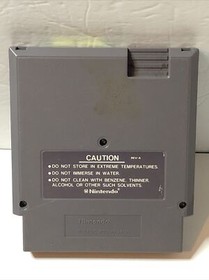 CAUTION
REV-A
● DO NOT STORE IN EXTREME TEMPERATURES.
● DO NOT IMMERSE IN WATER.
● DO NOT CLEAN WITH BENZENE, THINNER,
ALCOHOL OR OTHER SUCH SOLVENTS.
Nintendo